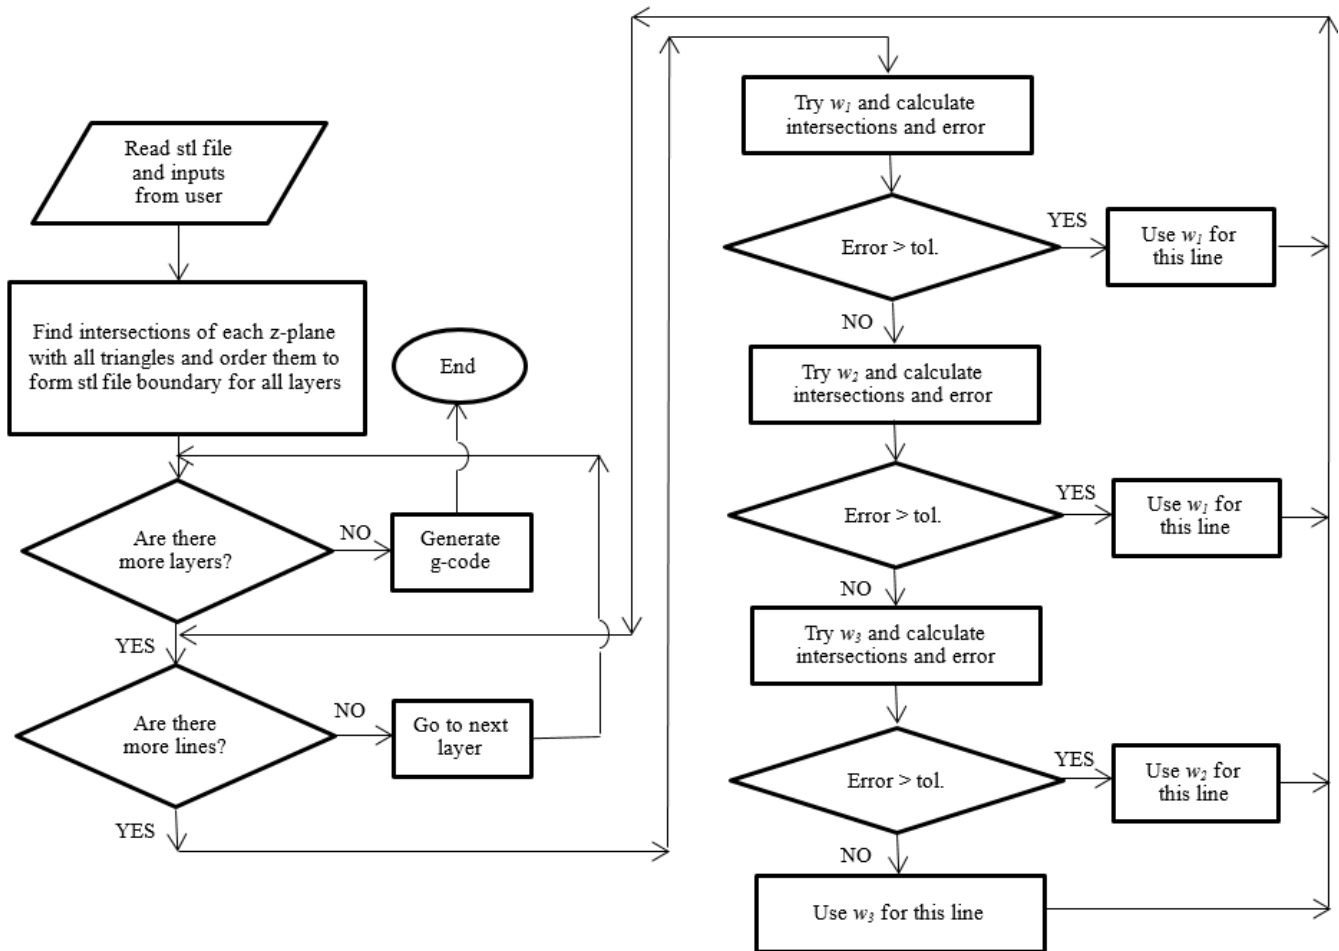 Read stl file
and inputs
from user
Find intersections of each z-plane
with all triangles and order them to
form stl file boundary for all layers
End
Are there
more layers?
NO
Generate
g-code
YES
Are there
more lines?
NO
Go to next
layer
YES
Try w1 and calculate
intersections and error
Error > tol.
YES
Use w1 for
this line
NO
Try w2 and calculate
intersections and error
Error > tol.
YES
Use w1 for
this line
NO
Try w3 and calculate
intersections and error
Error > tol.
YES
Use w2 for
this line
NO
Use w3 for this line